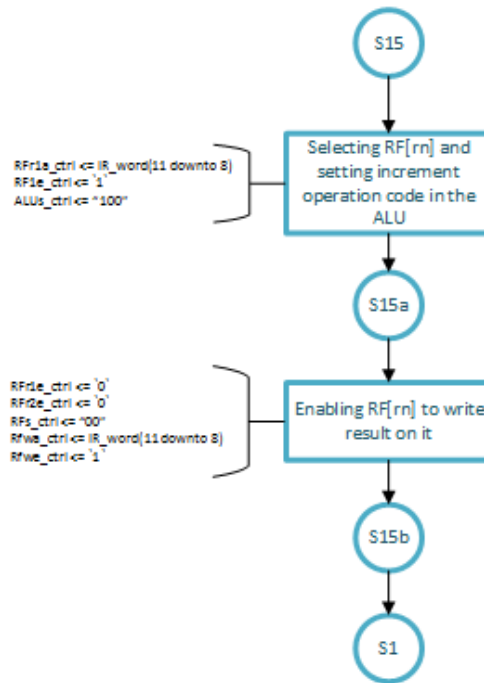 S15
RFr1a_ctrl <= IR_word(11 downto 8)
RF1e_ctrl <= `1`
ALUs_ctrl <= “100”
Selecting RF[rn] and
setting increment
operation code in the
ALU
S15a
RFr1e_ctrl <= `0`
RFr2e_ctrl <= `0`
RFs_ctrl <= “00”
Rfwa_ctrl <= IR_word(11 downto 8)
Rfwe_ctrl <= `1`
Enabling RF[rn] to write
result on it
S15b
S1